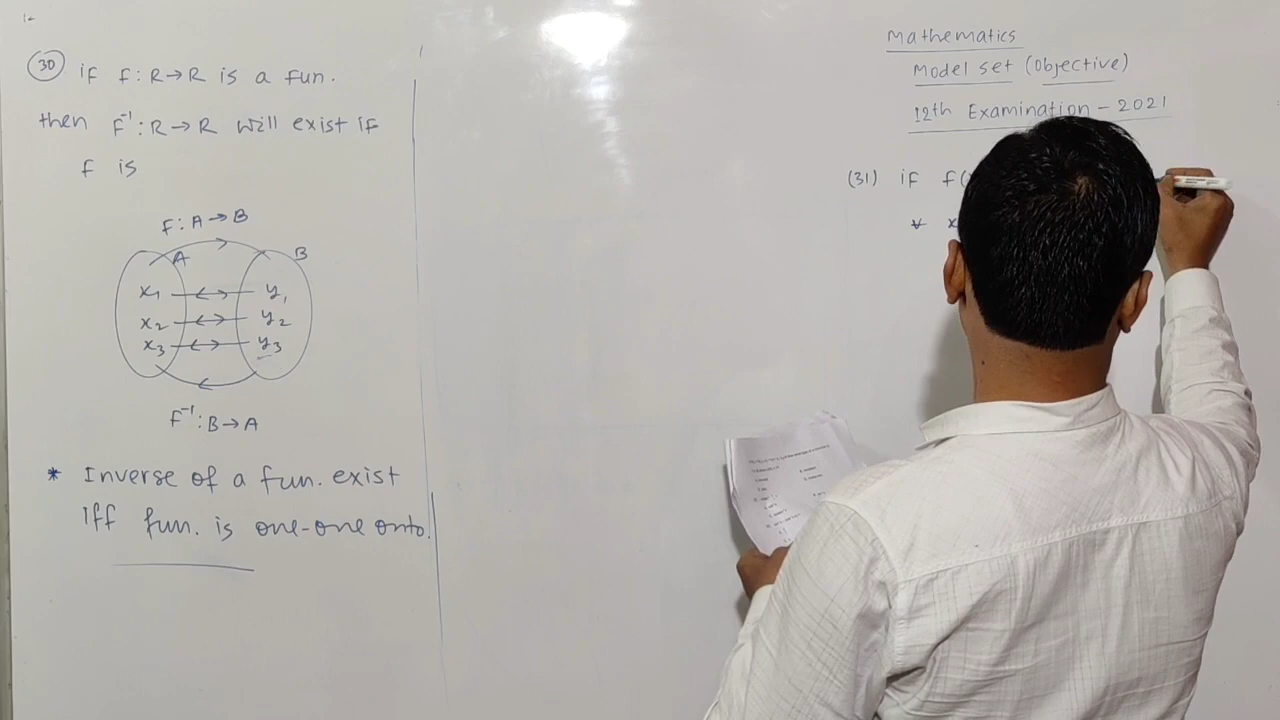 30 if f : R→R is a fun.
then F⁻¹ : R→R will exist if
f is
F : A→B
A B
x₁ y₁
x₂ y₂
x₃ y₃
F⁻¹ : B→A
* Inverse of a fun. exist
iff fun. is one-one onto.
Mathematics
Model set (Objective)
12th Examination - 2021
(31) if f(
∀ x